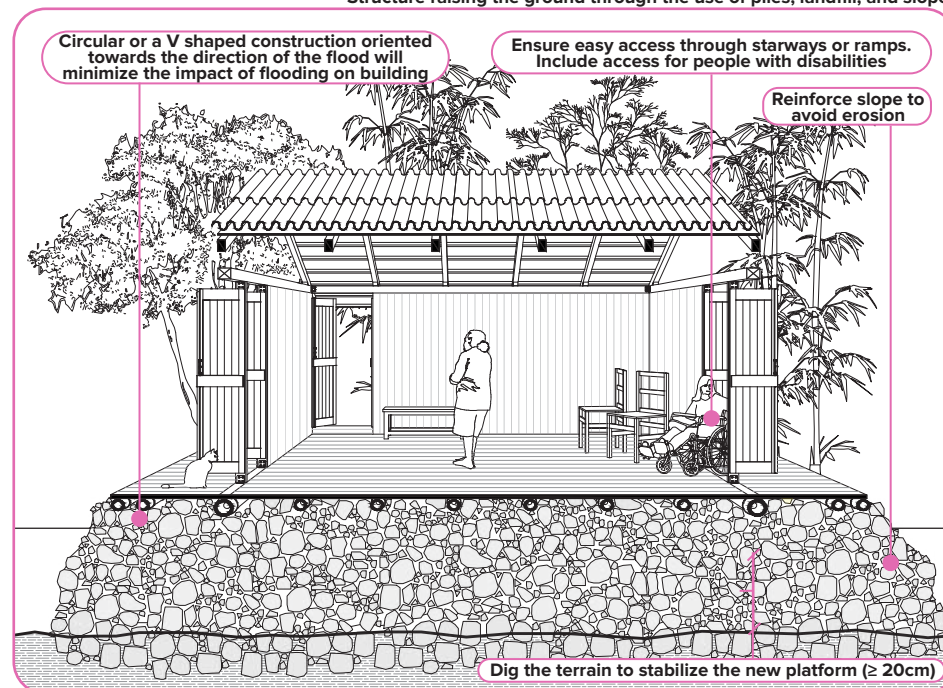 Structure raising the ground through the use of piles, landfill, and slope
Circular or a V shaped construction oriented
towards the direction of the flood will
minimize the impact of flooding on building
Ensure easy access through starways or ramps.
Include access for people with disabilities
Reinforce slope to
avoid erosion
Dig the terrain to stabilize the new platform (≥ 20cm)